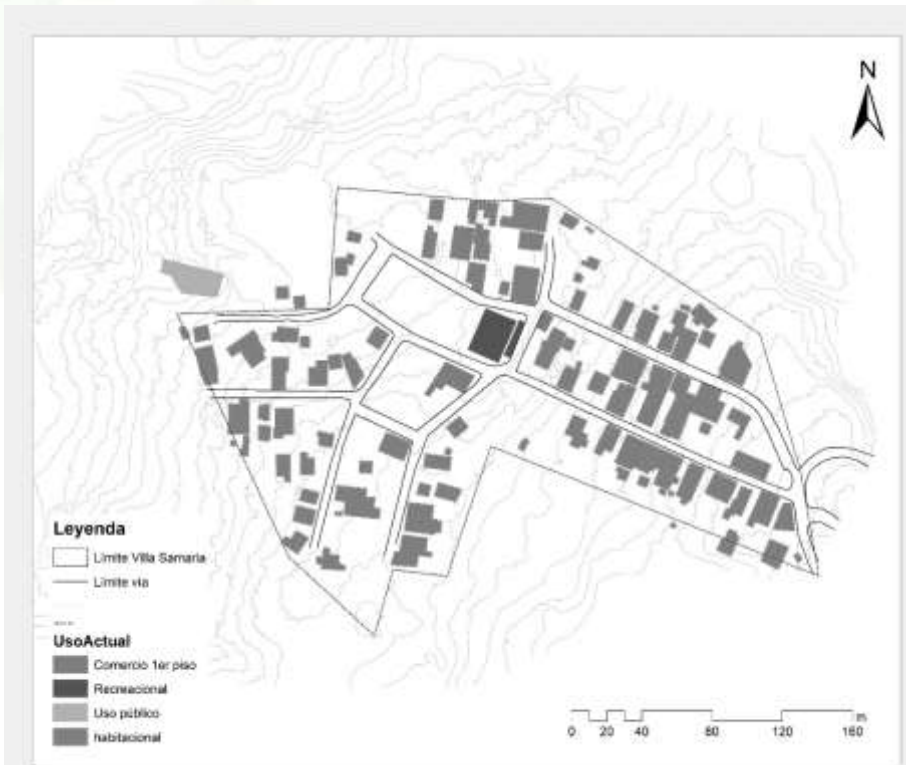 N
Leyenda
Límite Villa Samaria
Límite vía
UsoActual
Comercio 1er piso
Recreacional
Uso público
habitacional
m
0 20 40 80 120 160